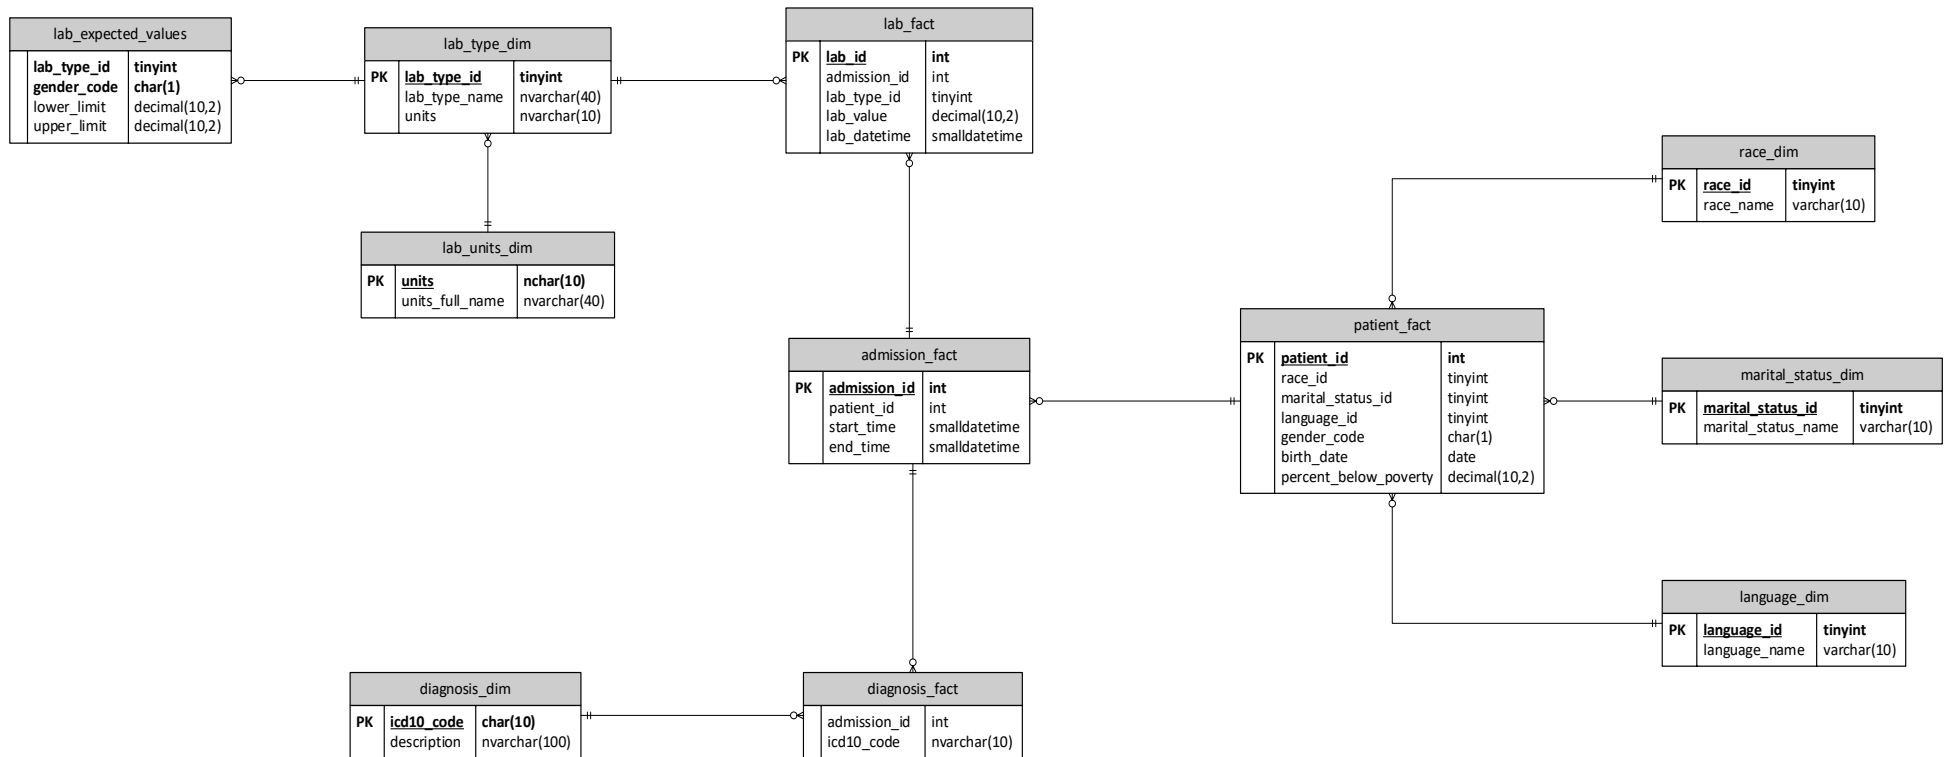 lab_expected_values
lab_type_id tinyint
gender_code char(1)
lower_limit decimal(10,2)
upper_limit decimal(10,2)
lab_type_dim
PK lab_type_id tinyint
lab_type_name nvarchar(40)
units nvarchar(10)
lab_fact
PK lab_id int
admission_id int
lab_type_id tinyint
lab_value decimal(10,2)
lab_datetime smalldatetime
race_dim
PK race_id tinyint
race_name varchar(10)
lab_units_dim
PK units nchar(10)
units_full_name nvarchar(40)
admission_fact
PK admission_id int
patient_id int
start_time smalldatetime
end_time smalldatetime
patient_fact
PK patient_id int
race_id tinyint
marital_status_id tinyint
language_id tinyint
gender_code char(1)
birth_date date
percent_below_poverty decimal(10,2)
marital_status_dim
PK marital_status_id tinyint
marital_status_name varchar(10)
language_dim
PK language_id tinyint
language_name varchar(10)
diagnosis_dim
PK icd10_code char(10)
description nvarchar(100)
diagnosis_fact
admission_id int
icd10_code nvarchar(10)